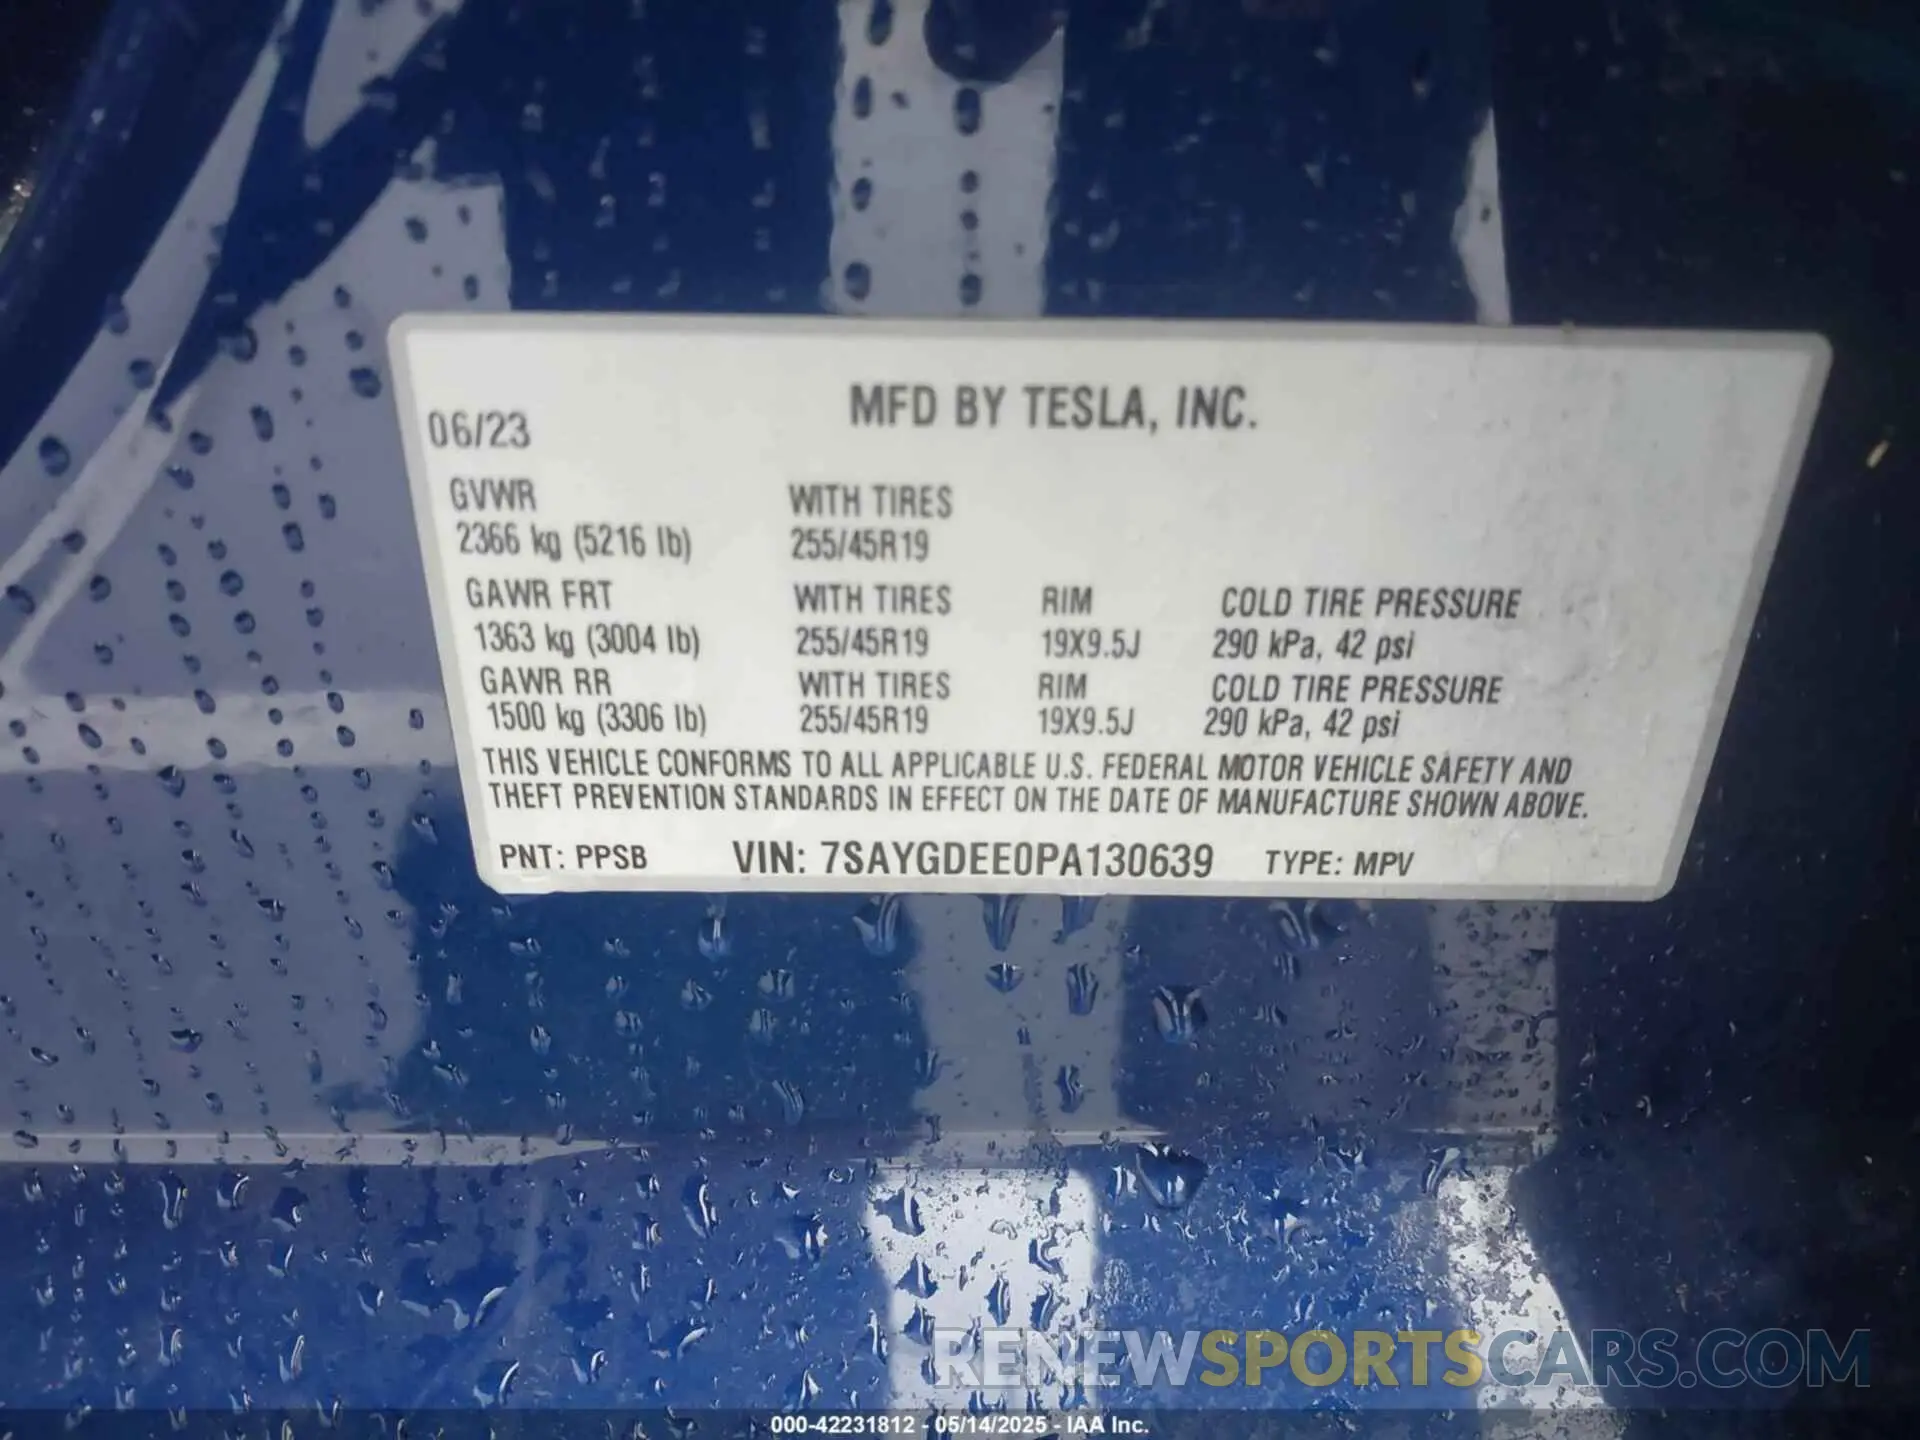 MFD BY TESLA, INC.
06/23
GVWR WITH TIRES
2366 kg (5216 lb) 255/45R19
GAWR FRT WITH TIRES RIM COLD TIRE PRESSURE
1363 kg (3004 lb) 255/45R19 19X9.5J 290 kPa, 42 psi
GAWR RR WITH TIRES RIM COLD TIRE PRESSURE
1500 kg (3306 lb) 255/45R19 19X9.5J 290 kPa, 42 psi
THIS VEHICLE CONFORMS TO ALL APPLICABLE U.S. FEDERAL MOTOR VEHICLE SAFETY AND
THEFT PREVENTION STANDARDS IN EFFECT ON THE DATE OF MANUFACTURE SHOWN ABOVE.
PNT: PPSB VIN: 7SAYGDEE0PA130639 TYPE: MPV
RENEWSPORTSCARS.COM
000-42231812 - 05/14/2025 - IAA Inc.